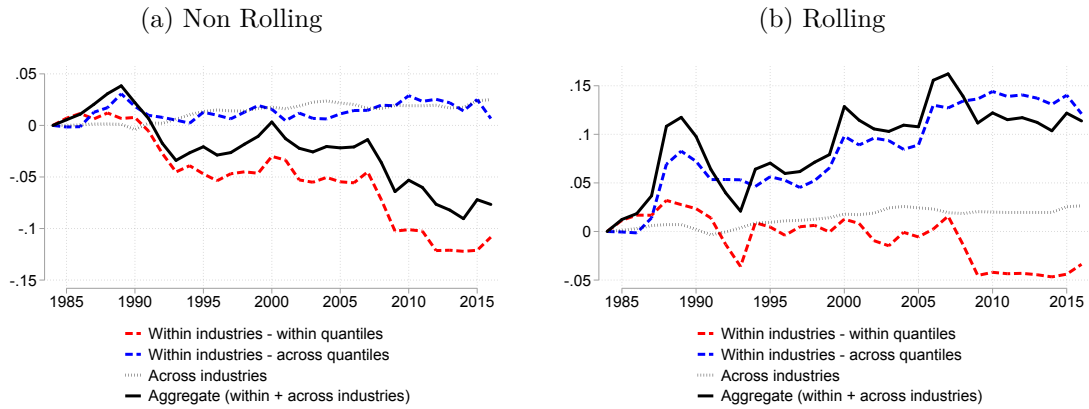 (a) Non Rolling
.05
0
-.05
-.1
-.15
1985 1990 1995 2000 2005 2010 2015
Within industries - within quantiles
Within industries - across quantiles
Across industries
Aggregate (within + across industries)
(b) Rolling
.15
.1
.05
0
-.05
1985 1990 1995 2000 2005 2010 2015
Within industries - within quantiles
Within industries - across quantiles
Across industries
Aggregate (within + across industries)